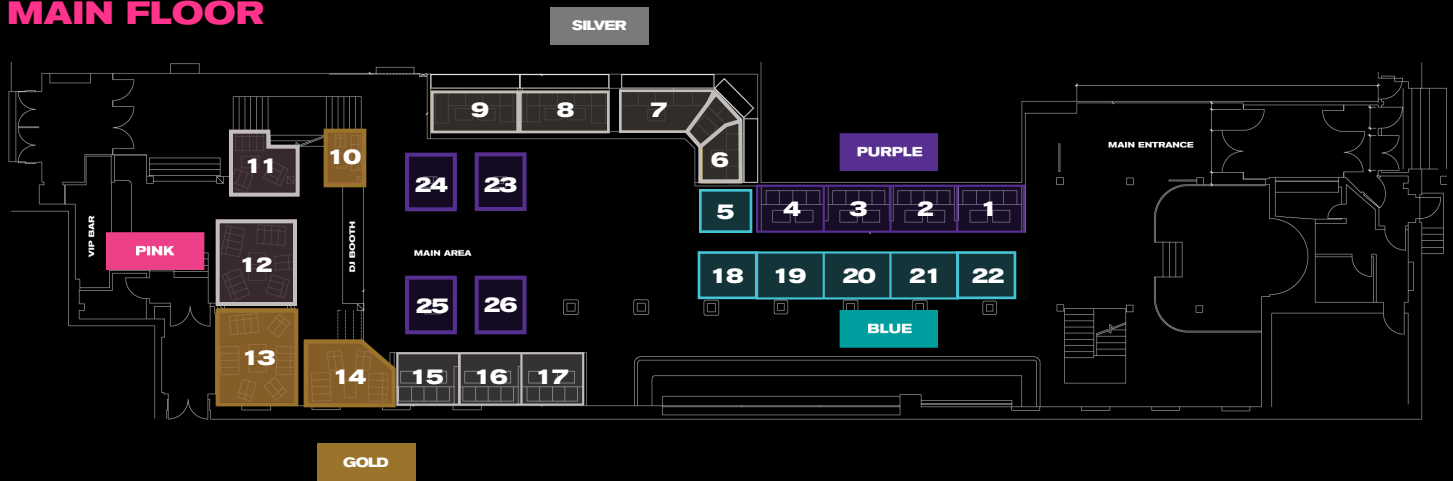 MAIN FLOOR
SILVER
9
8
7
6
11
10
24
23
PURPLE
MAIN ENTRANCE
5
4
3
2
1
VIP BAR
PINK
12
DJ BOOTH
MAIN AREA
18
19
20
21
22
25
26
BLUE
13
14
15
16
17
GOLD